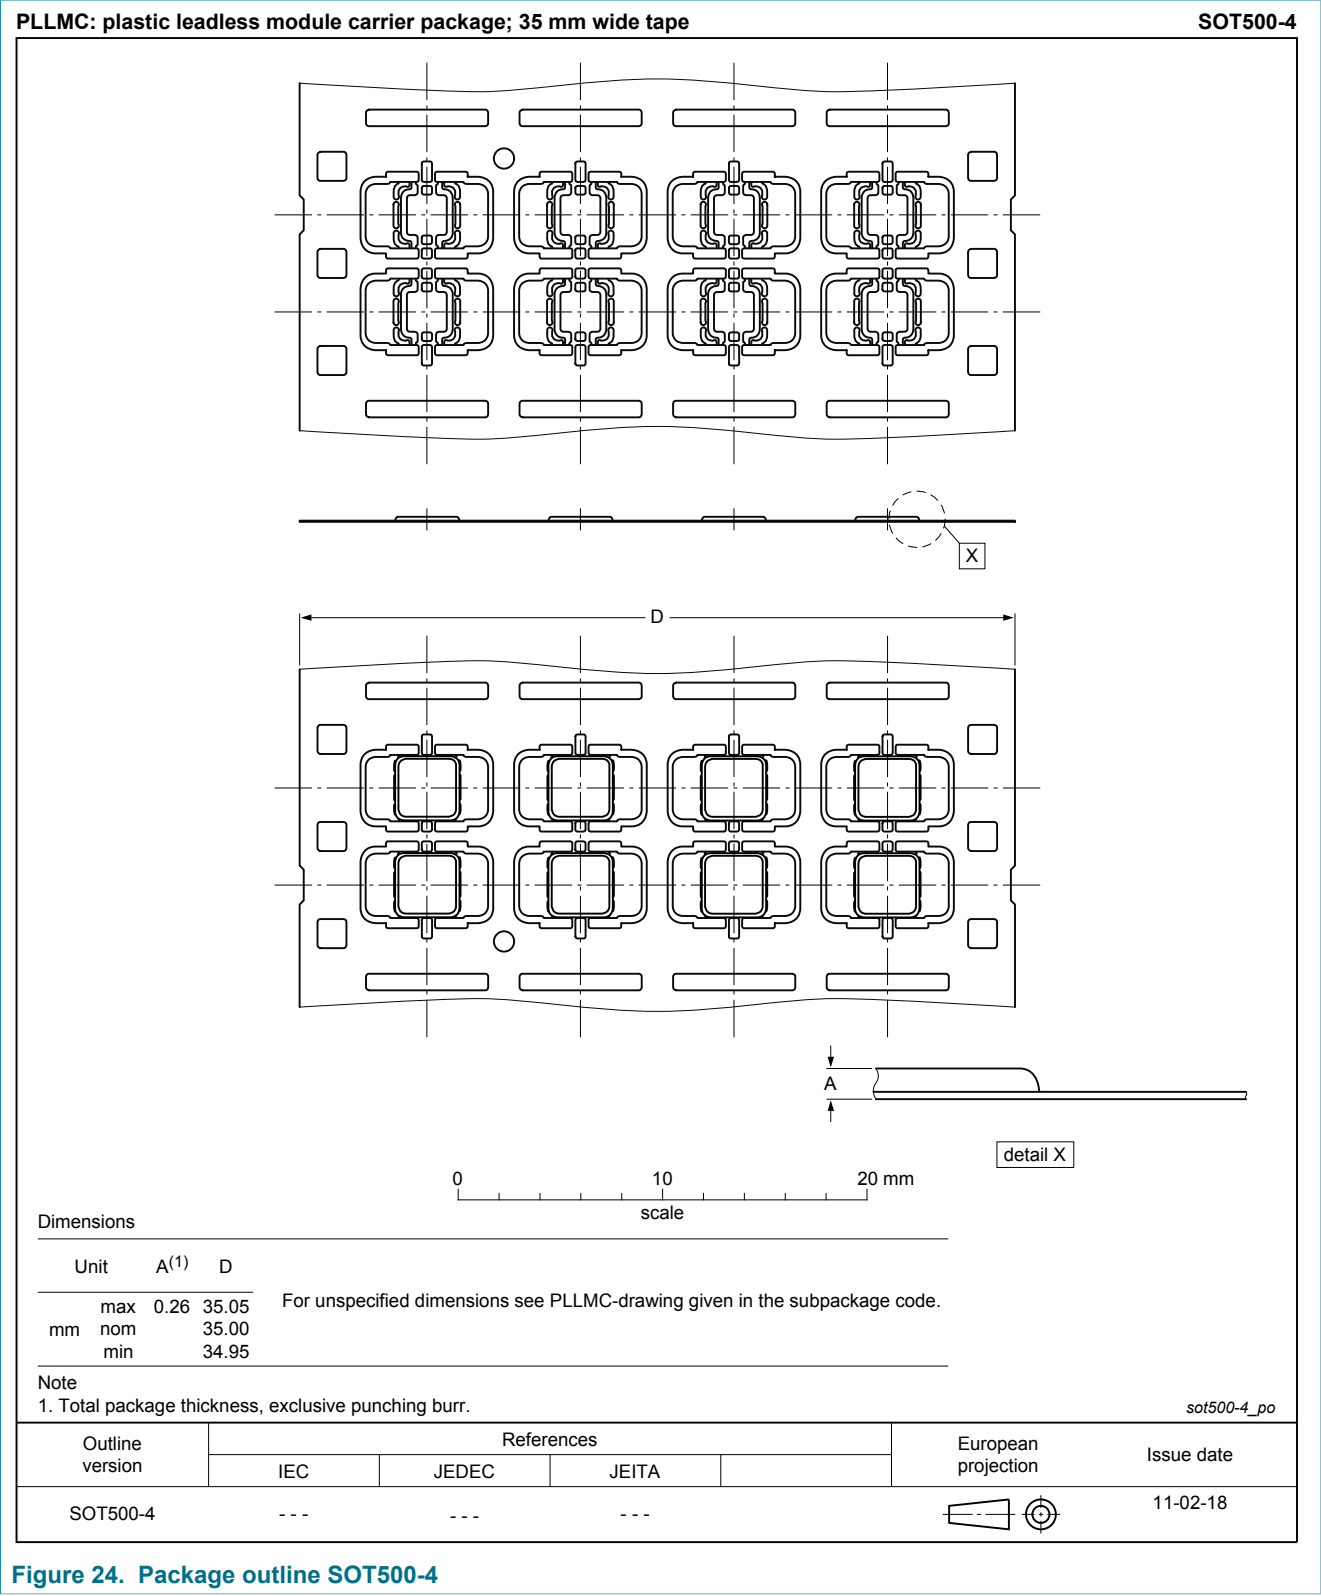 PLLMC: plastic leadless module carrier package; 35 mm wide tape SOT500-4
X
D
A
detail X
0 10 20 mm
scale
Dimensions
Unit A(1) D
max 0.26 35.05
mm nom 35.00
min 34.95
For unspecified dimensions see PLLMC-drawing given in the subpackage code.
Note
1. Total package thickness, exclusive punching burr.
sot500-4_po
Outline version References European projection Issue date
IEC JEDEC JEITA
SOT500-4 - - - - - - - - - 11-02-18
Figure 24. Package outline SOT500-4